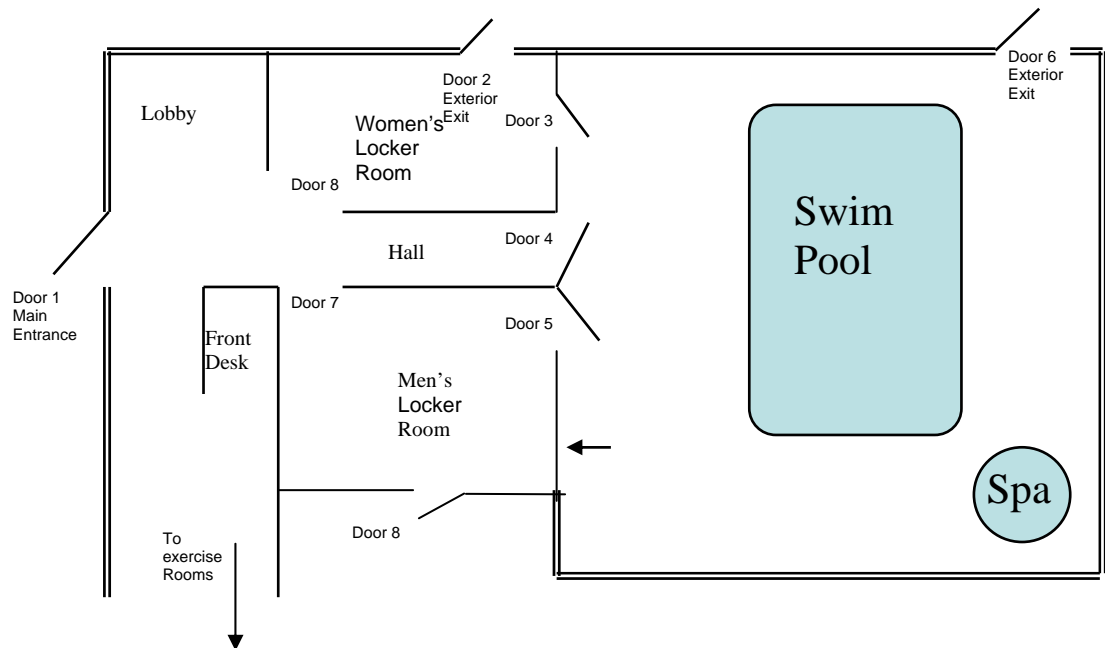 Lobby
Door 2
Exterior
Exit
Door 6
Exterior
Exit
Women's
Locker
Room
Door 3
Door 8
Swim
Pool
Door 4
Hall
Door 1
Main
Entrance
Door 7
Door 5
Front
Desk
Men's
Locker
Room
Spa
Door 8
To
exercise
Rooms